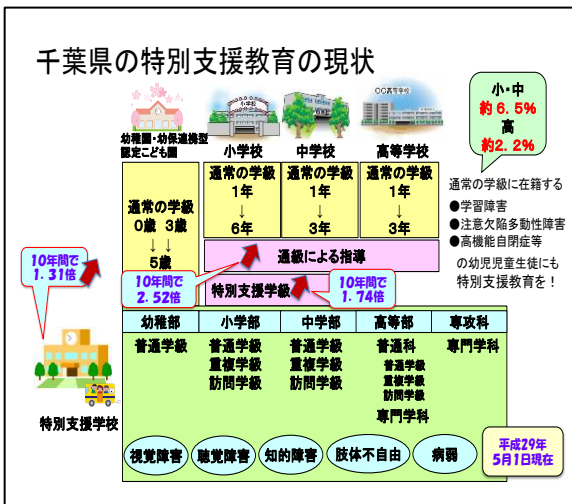 千葉県の特別支援教育の現状
小学校
〇〇高等学校
幼稚園・幼保連携型
認定こども園
小学校
中学校
高等学校
小・中
約6.5%
高
約2.2%
通常の学級
0歳 3歳
↓ ↓
5歳
通常の学級
1年
↓
6年
通常の学級
1年
↓
3年
通常の学級
1年
↓
3年
通常の学級に在籍する
●学習障害
●注意欠陥多動性障害
●高機能自閉症等
の幼児児童生徒にも
特別支援教育を！
通級による指導
特別支援学級
10年間で
1.31倍
10年間で
2.52倍
10年間で
1.74倍
特別支援学校
幼稚部
小学部
中学部
高等部
専攻科
普通学級
普通学級
重複学級
訪問学級
普通学級
重複学級
訪問学級
普通科
普通学級
重複学級
訪問学級
専門学科
専門学科
視覚障害
聴覚障害
知的障害
肢体不自由
病弱
平成29年
5月1日現在